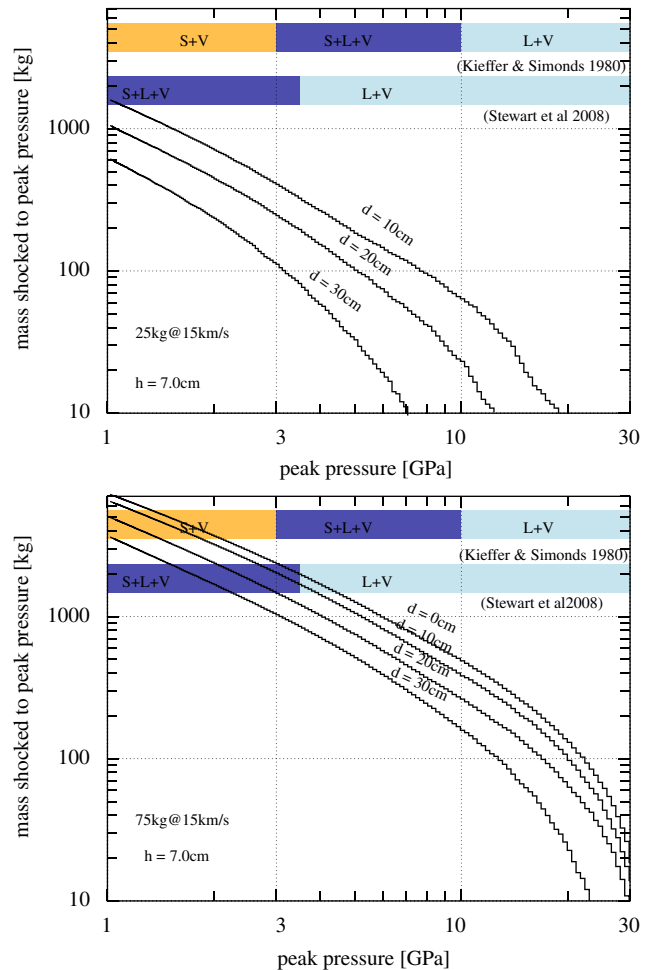 S+V S+L+V L+V
(Kieffer & Simonds 1980)
S+L+V L+V
(Stewart et al 2008)
mass shocked to peak pressure [kg]
1000
100
10
d = 10cm
d = 20cm
d = 30cm
25kg@15km/s
h = 7.0cm
1 3 10 30
peak pressure [GPa]
S+V S+L+V L+V
(Kieffer & Simonds 1980)
S+L+V L+V
(Stewart et al2008)
mass shocked to peak pressure [kg]
1000
100
10
d = 0cm
d = 10cm
d = 20cm
d = 30cm
75kg@15km/s
h = 7.0cm
1 3 10 30
peak pressure [GPa]